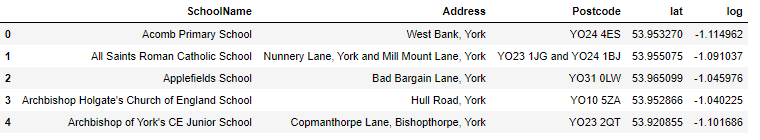 SchoolName Address Postcode lat log
0 Acomb Primary School West Bank, York YO24 4ES 53.953270 -1.114962
1 All Saints Roman Catholic School Nunnery Lane, York and Mill Mount Lane, York YO23 1JG and YO24 1BJ 53.955075 -1.091037
2 Applefields School Bad Bargain Lane, York YO31 0LW 53.965099 -1.045976
3 Archbishop Holgate's Church of England School Hull Road, York YO10 5ZA 53.952866 -1.040225
4 Archbishop of York's CE Junior School Copmanthorpe Lane, Bishopthorpe, York YO23 2QT 53.920855 -1.101686